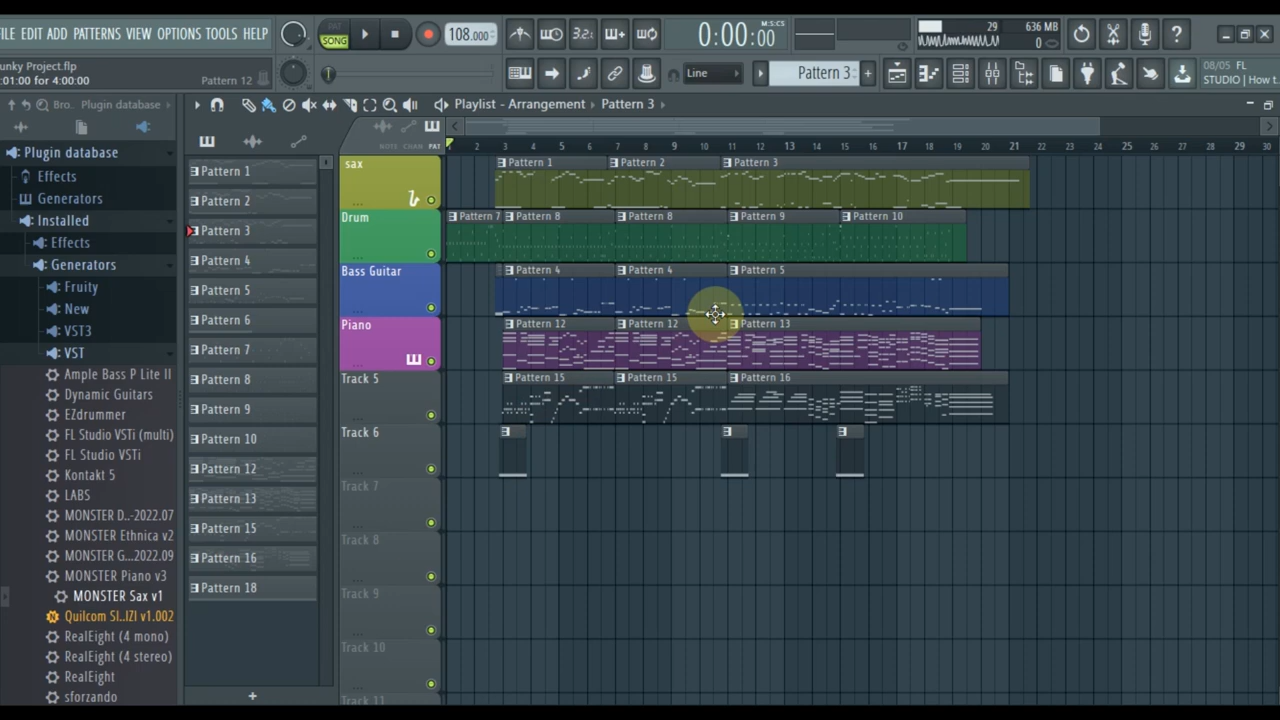 FILE EDIT ADD PATTERNS VIEW OPTIONS TOOLS HELP
PAT
SONG
108.000
3.2.
0:00:00
M:S:CS
29
636 MB
0
unky Project.flp
01:00 for 4:00:00
Pattern 12
Line
Pattern 3
+
08/05 FL
STUDIO | How t..
Bro..
Plugin database
Playlist - Arrangement
Pattern 3
NOTE CHAN PAT
2 3 4 5 6 7 8 9 10 11 12 13 14 15 16 17 18 19 20 21 22 23 24 25 26 27 28 29 30
Plugin database
Effects
Generators
Installed
Effects
Generators
Fruity
New
VST3
VST
Ample Bass P Lite II
Dynamic Guitars
EZdrummer
FL Studio VSTi (multi)
FL Studio VSTi
Kontakt 5
LABS
MONSTER D..-2022.07
MONSTER Ethnica v2
MONSTER G...2022.09
MONSTER Piano v3
MONSTER Sax v1
Quilcom SI..IZI v1.002
RealEight (4 mono)
RealEight (4 stereo)
RealEight
sforzando
Pattern 1
Pattern 2
Pattern 3
Pattern 4
Pattern 5
Pattern 6
Pattern 7
Pattern 8
Pattern 9
Pattern 10
Pattern 12
Pattern 13
Pattern 15
Pattern 16
Pattern 18
+
sax
Pattern 1
Pattern 2
Pattern 3
Drum
Pattern 7
Pattern 8
Pattern 8
Pattern 9
Pattern 10
Bass Guitar
Pattern 4
Pattern 4
Pattern 5
Piano
Pattern 12
Pattern 12
Pattern 13
Track 5
Pattern 15
Pattern 15
Pattern 16
Track 6
Track 7
Track 8
Track 9
Track 10
Track 11